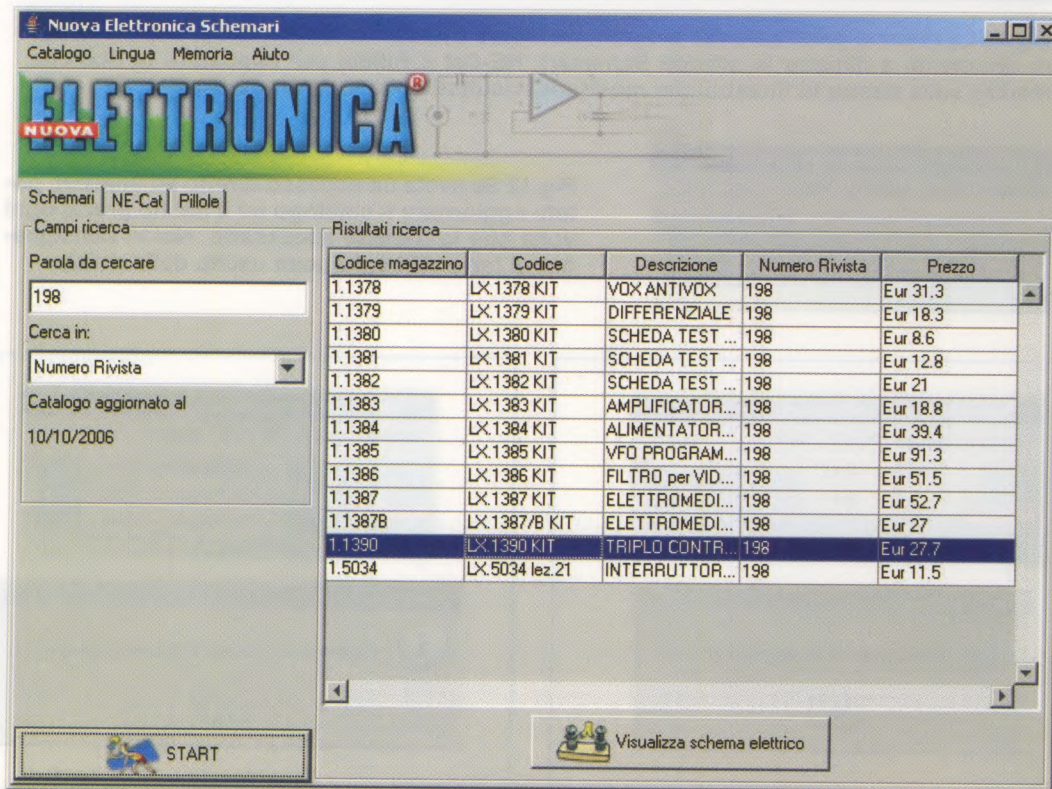 Nuova Elettronica Schemari
Catalogo Lingua Memoria Aiuto
NUOVA ELETTRONICA®
Schemari NE-Cat Pillole
Campi ricerca
Parola da cercare
198
Cerca in:
Numero Rivista
Catalogo aggiornato al
10/10/2006
START
Risultati ricerca
Codice magazzino Codice Descrizione Numero Rivista Prezzo
1.1378 LX.1378 KIT VOX ANTIVOX 198 Eur 31.3
1.1379 LX.1379 KIT DIFFERENZIALE 198 Eur 18.3
1.1380 LX.1380 KIT SCHEDA TEST ... 198 Eur 8.6
1.1381 LX.1381 KIT SCHEDA TEST ... 198 Eur 12.8
1.1382 LX.1382 KIT SCHEDA TEST ... 198 Eur 21
1.1383 LX.1383 KIT AMPLIFICATOR... 198 Eur 18.8
1.1384 LX.1384 KIT ALIMENTATOR... 198 Eur 39.4
1.1385 LX.1385 KIT VFO PROGRAM... 198 Eur 91.3
1.1386 LX.1386 KIT FILTRO per VID... 198 Eur 51.5
1.1387 LX.1387 KIT ELETTROMEDI... 198 Eur 52.7
1.1387B LX.1387/B KIT ELETTROMEDI... 198 Eur 27
1.1390 LX.1390 KIT TRIPLO CONTR... 198 Eur 27.7
1.5034 LX.5034 lez.21 INTERRUTTOR... 198 Eur 11.5
Visualizza schema elettrico